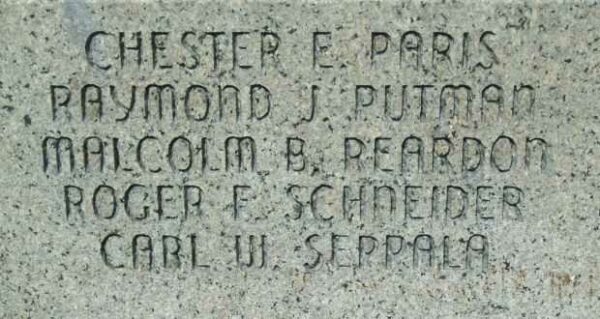 CHESTER E. PARIS
RAYMOND J. PUTMAN
MALCOLM B. REARDON
ROGER F. SCHNEIDER
CARL W. SEPPALA